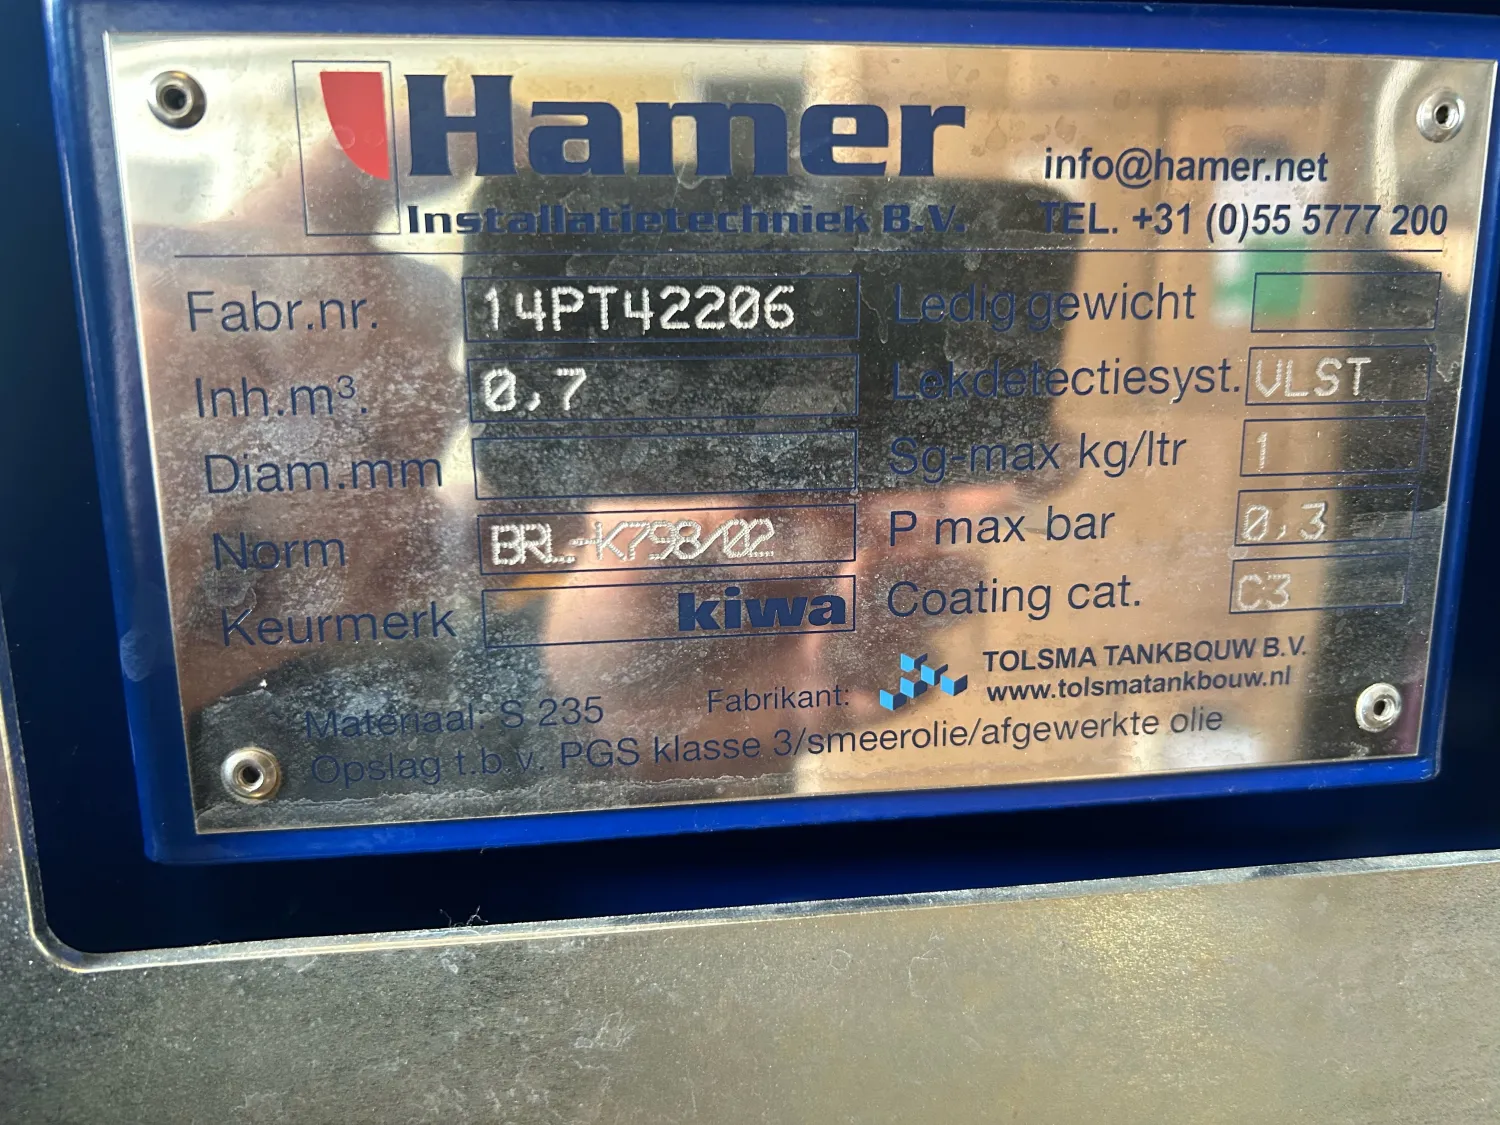 Hamer
Installatietechniek B.V.
info@hamer.net
TEL. +31 (0)55 5777 200
Fabr.nr. 14PT42206
Inh.m³. 0,7
Diam.mm
Norm BRL-K798/02
Keurmerk kiwa
Ledig gewicht
Lekdetectiesyst. VLST
Sg-max kg/ltr 1
P max bar 0,3
Coating cat. C3
Materiaal: S 235
Fabrikant: TOLSMA TANKBOUW B.V.
www.tolsmatankbouw.nl
Opslag t.b.v. PGS klasse 3/smeerolie/afgewerkte olie